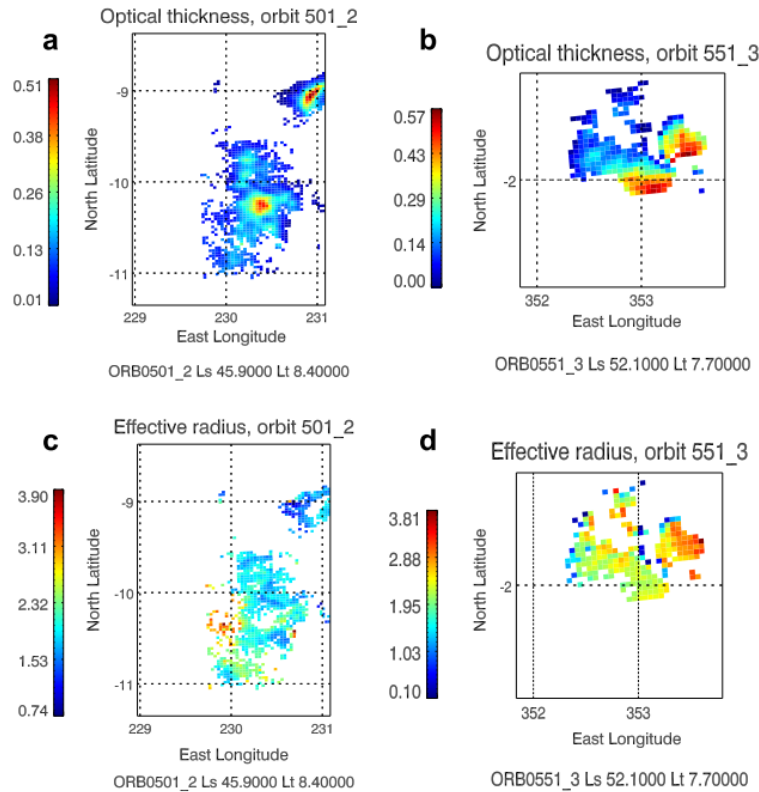 a
Optical thickness, orbit 501_2
0.51
0.38
0.26
0.13
0.01
North Latitude
-9
-10
-11
229
230
231
East Longitude
ORB0501_2 Ls 45.9000 Lt 8.40000
b
Optical thickness, orbit 551_3
0.57
0.43
0.29
0.14
0.00
North Latitude
-2
352
353
East Longitude
ORB0551_3 Ls 52.1000 Lt 7.70000
c
Effective radius, orbit 501_2
3.90
3.11
2.32
1.53
0.74
North Latitude
-9
-10
-11
229
230
231
East Longitude
ORB0501_2 Ls 45.9000 Lt 8.40000
d
Effective radius, orbit 551_3
3.81
2.88
1.95
1.03
0.10
North Latitude
-2
352
353
East Longitude
ORB0551_3 Ls 52.1000 Lt 7.70000